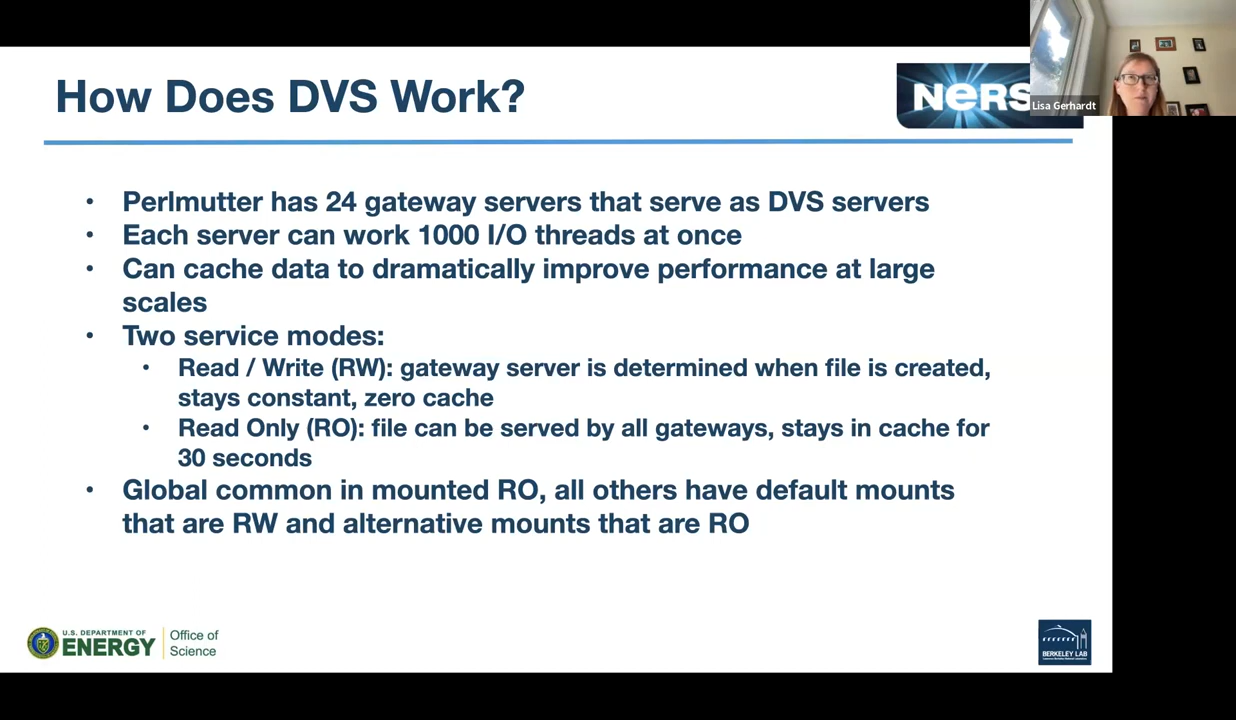 How Does DVS Work?
NERS
Lisa Gerhardt
• Perlmutter has 24 gateway servers that serve as DVS servers
• Each server can work 1000 I/O threads at once
• Can cache data to dramatically improve performance at large
scales
• Two service modes:
• Read / Write (RW): gateway server is determined when file is created,
stays constant, zero cache
• Read Only (RO): file can be served by all gateways, stays in cache for
30 seconds
• Global common in mounted RO, all others have default mounts
that are RW and alternative mounts that are RO
U.S. DEPARTMENT OF
ENERGY
Office of
Science
BERKELEY LAB